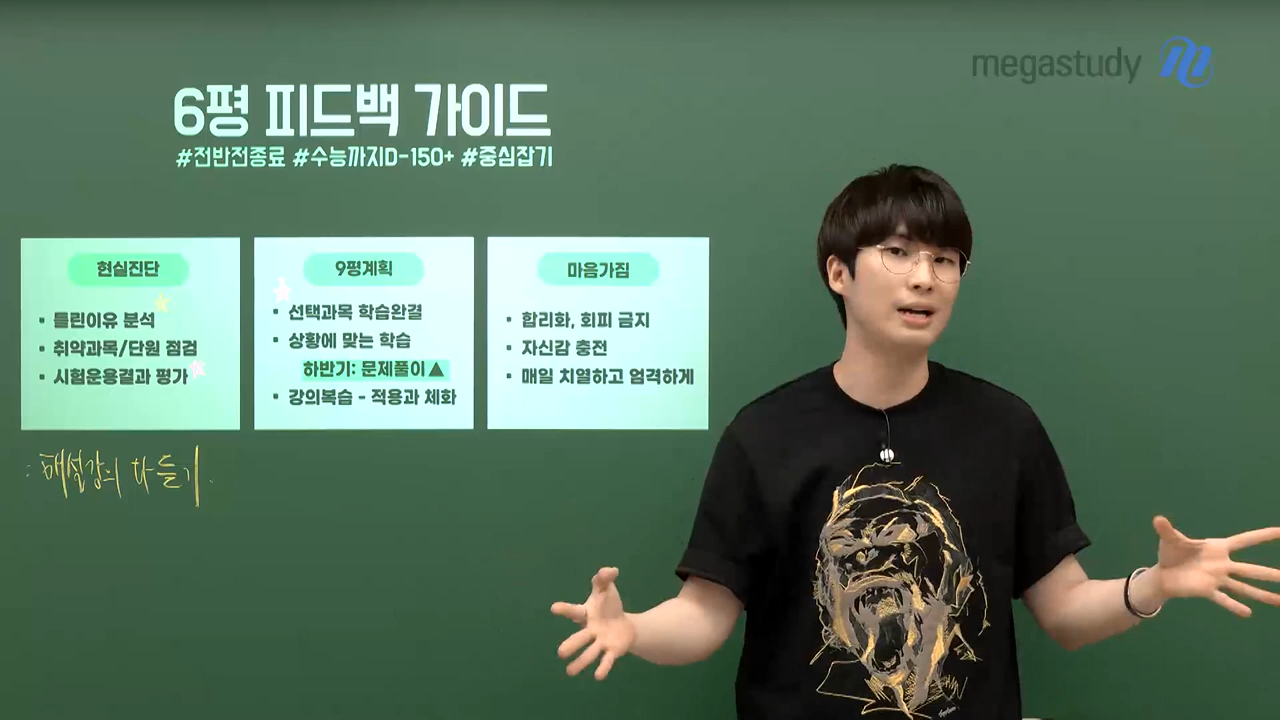 megastudy
6평 피드백 가이드
#전반전종료 #수능까지D-150+ #중심잡기
현실진단
▪ 틀린이유 분석
▪ 취약과목/단원 점검
▪ 시험운용결과 평가
9평계획
▪ 선택과목 학습완결
▪ 상황에 맞는 학습
하반기: 문제풀이▲
▪ 강의복습 - 적용과 체화
마음가짐
▪ 합리화, 회피 금지
▪ 자신감 충전
▪ 매일 치열하고 엄격하게
: 해설강의 다 듣기.